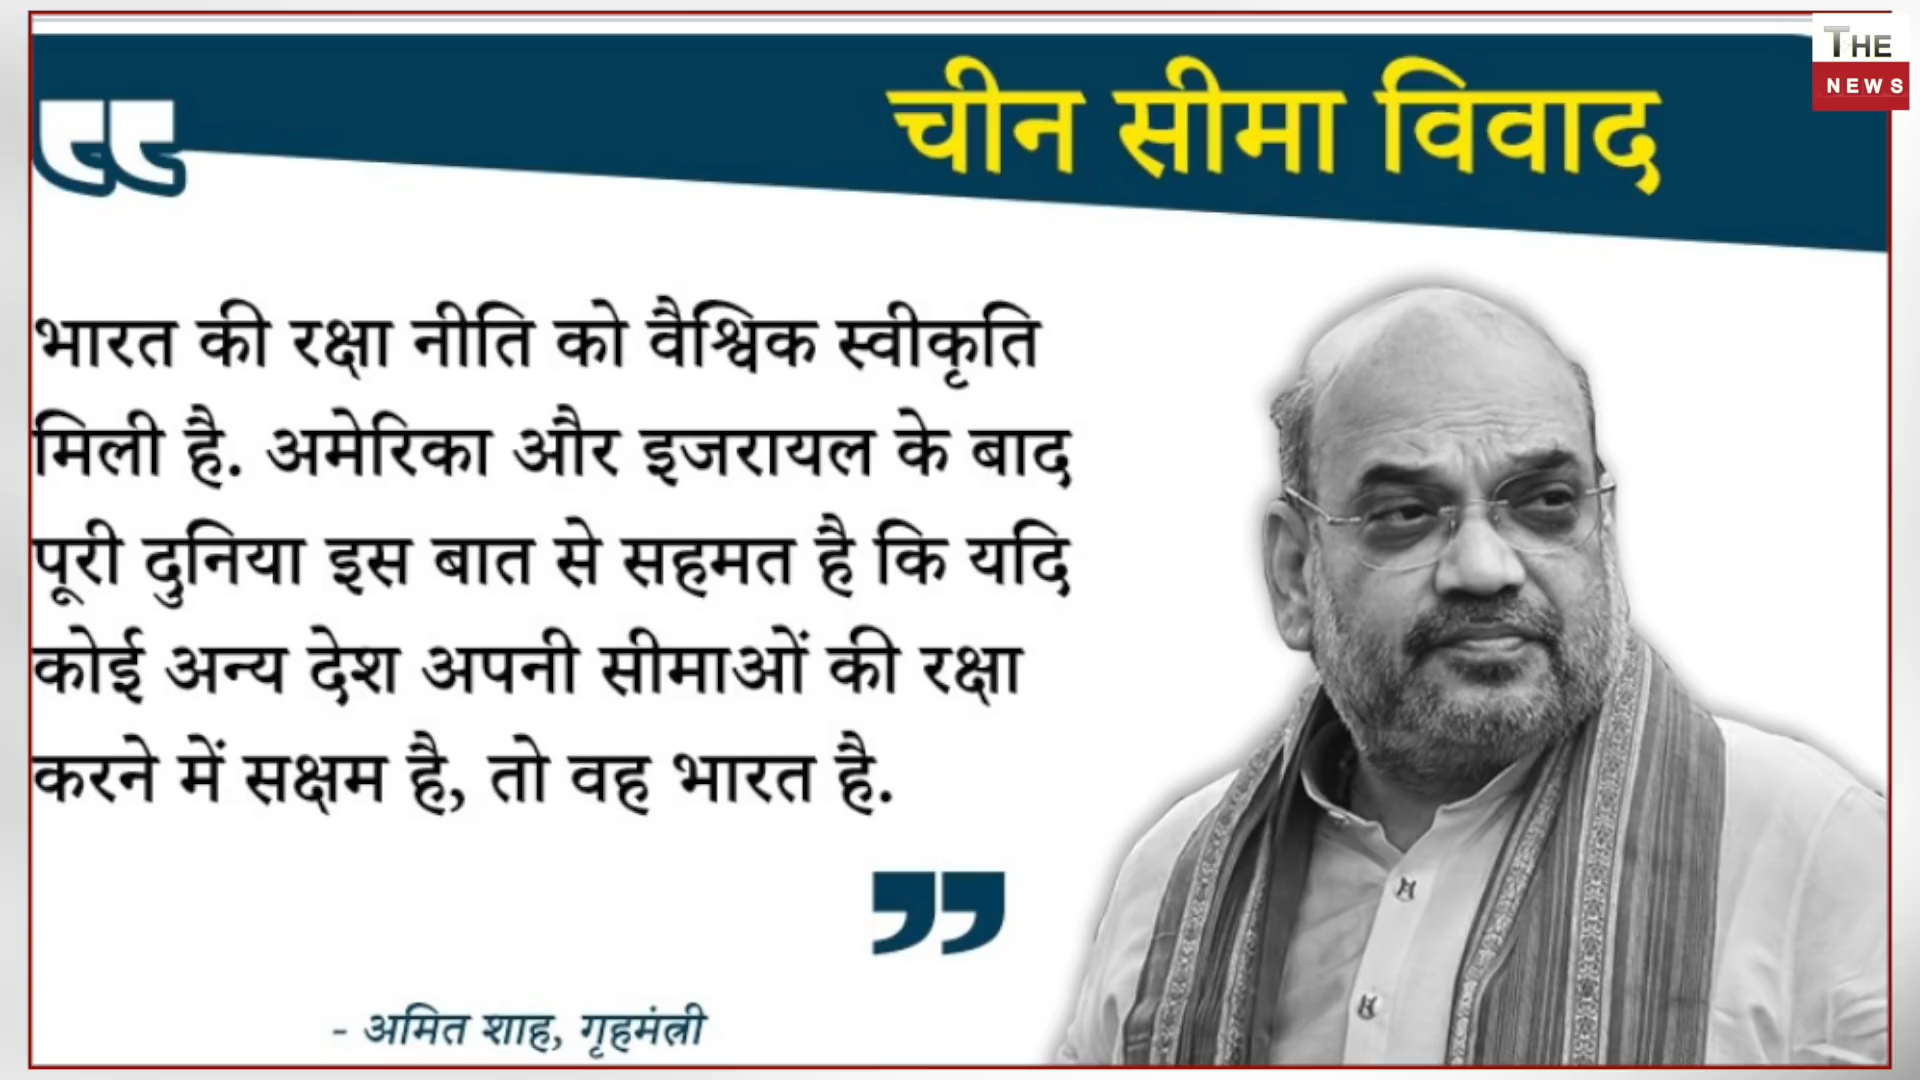 THE
NEWS
चीन सीमा विवाद
भारत की रक्षा नीति को वैश्विक स्वीकृति
मिली है. अमेरिका और इजरायल के बाद
पूरी दुनिया इस बात से सहमत है कि यदि
कोई अन्य देश अपनी सीमाओं की रक्षा
करने में सक्षम है, तो वह भारत है.
- अमित शाह, गृहमंत्री